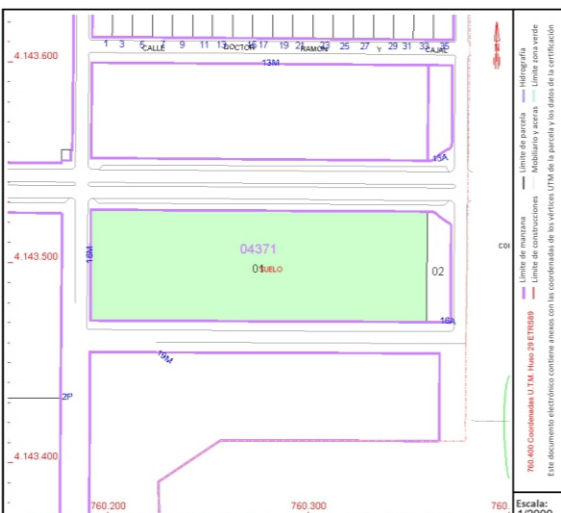 1 3 5 7 9 11 13 15 17 19 21 23 25 27 29 31 33 35
CALLE DOCTOR RAMON Y CAJAL
4.143.600
13M
13A
4.143.500
16M
04371
01
SUELO
02
16A
19M
2P
4.143.400
760.200
760.300
760.
Límite de manzana
Límite de parcela
Hidrografía
Límite de construcciones
Mobiliario y aceras
Límite zona verde
760.400 Coordenadas U.T.M. Huso 29 ETRS89
Este documento electrónico contiene anexos con las coordenadas de los vértices UTM de la parcela y los datos de la certificación
Escala:
1/2000